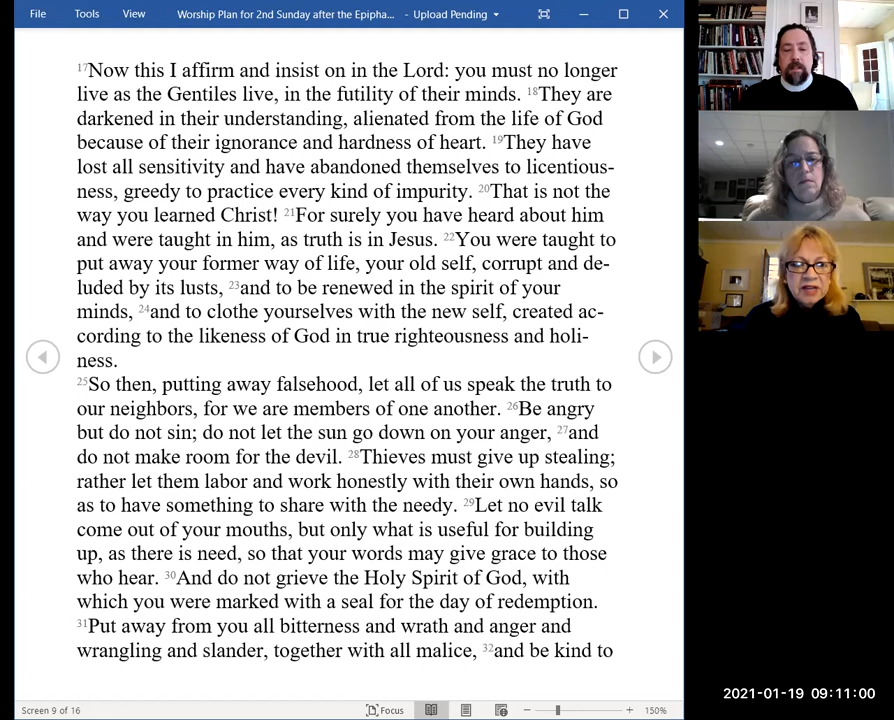 File Tools View Worship Plan for 2nd Sunday after the Epipha... - Upload Pending
17Now this I affirm and insist on in the Lord: you must no longer
live as the Gentiles live, in the futility of their minds. 18They are
darkened in their understanding, alienated from the life of God
because of their ignorance and hardness of heart. 19They have
lost all sensitivity and have abandoned themselves to licentious-
ness, greedy to practice every kind of impurity. 20That is not the
way you learned Christ! 21For surely you have heard about him
and were taught in him, as truth is in Jesus. 22You were taught to
put away your former way of life, your old self, corrupt and de-
luded by its lusts, 23and to be renewed in the spirit of your
minds, 24and to clothe yourselves with the new self, created ac-
cording to the likeness of God in true righteousness and holi-
ness.
25So then, putting away falsehood, let all of us speak the truth to
our neighbors, for we are members of one another. 26Be angry
but do not sin; do not let the sun go down on your anger, 27and
do not make room for the devil. 28Thieves must give up stealing;
rather let them labor and work honestly with their own hands, so
as to have something to share with the needy. 29Let no evil talk
come out of your mouths, but only what is useful for building
up, as there is need, so that your words may give grace to those
who hear. 30And do not grieve the Holy Spirit of God, with
which you were marked with a seal for the day of redemption.
31Put away from you all bitterness and wrath and anger and
wrangling and slander, together with all malice, 32and be kind to
Screen 9 of 16 Focus 150%
2021-01-19 09:11:00